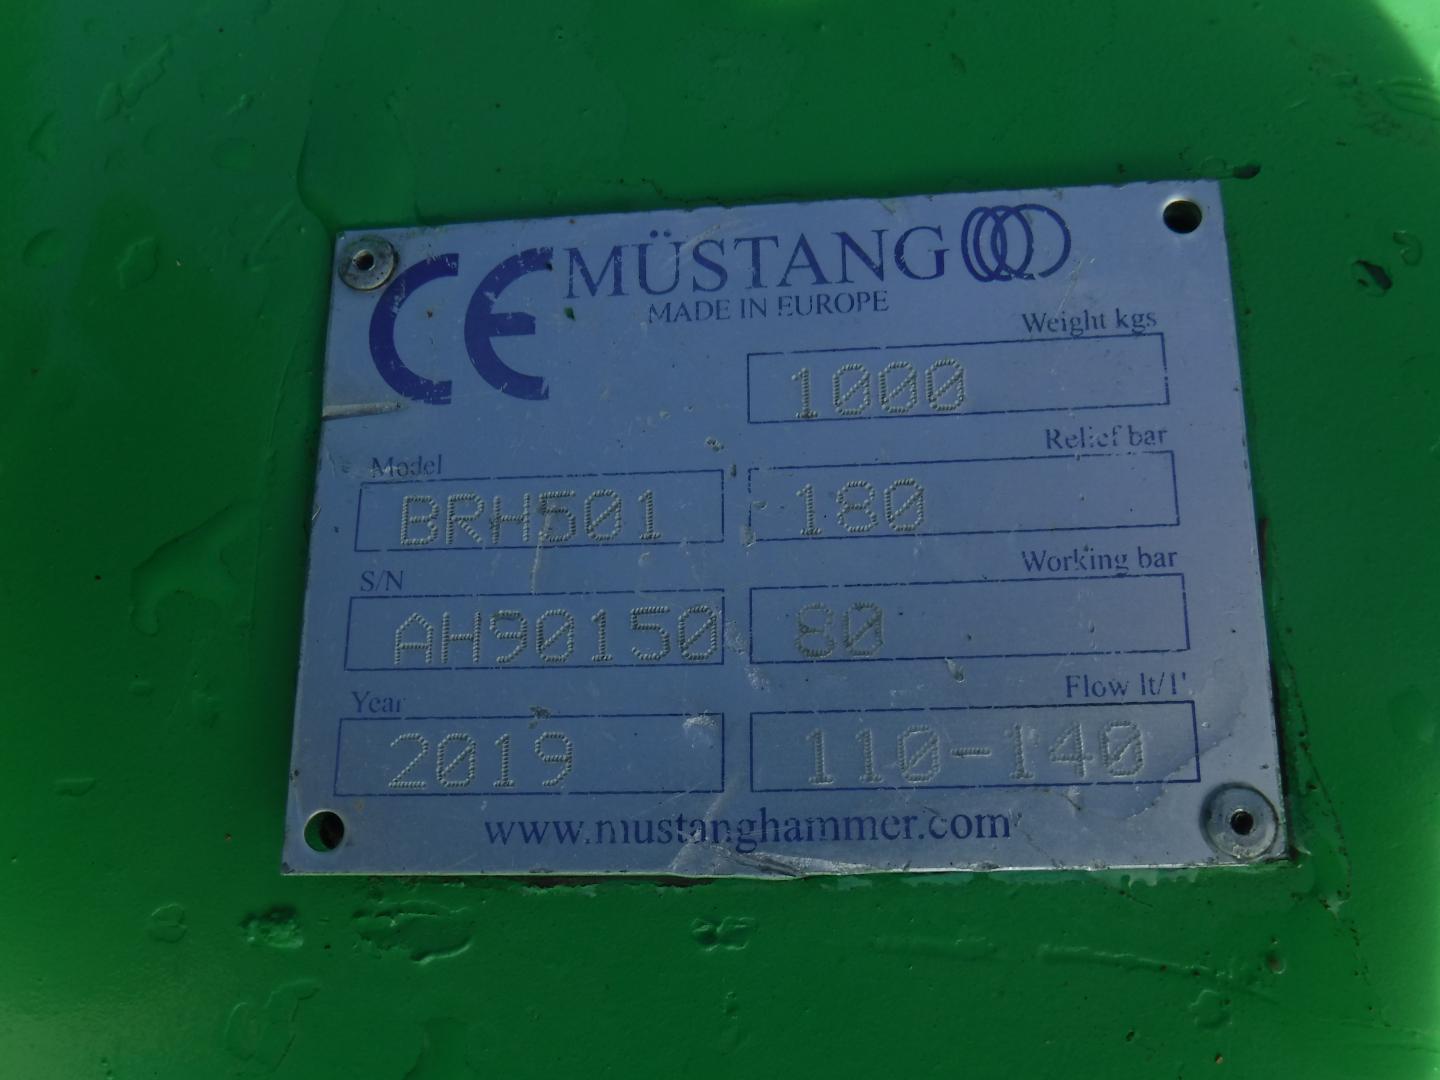 CE MÜSTANG
MADE IN EUROPE
Weight kgs
1000
Relief bar
180
Model
BRH501
Working bar
80
S/N
AH90150
Flow lt/1'
110-140
Year
2019
www.mustanghammer.com